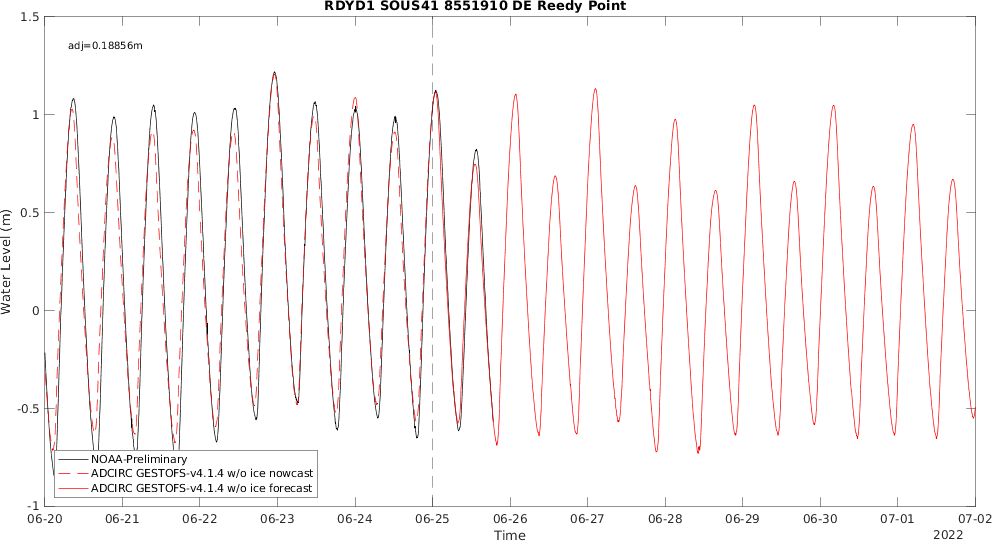 RDYD1 SOUS41 8551910 DE Reedy Point
adj=0.18856m
Water Level (m)
1.5
1
0.5
0
-0.5
-1
NOAA-Preliminary
ADCIRC GESTOFS-v4.1.4 w/o ice nowcast
ADCIRC GESTOFS-v4.1.4 w/o ice forecast
06-20 06-21 06-22 06-23 06-24 06-25 06-26 06-27 06-28 06-29 06-30 07-01 07-02
Time
2022